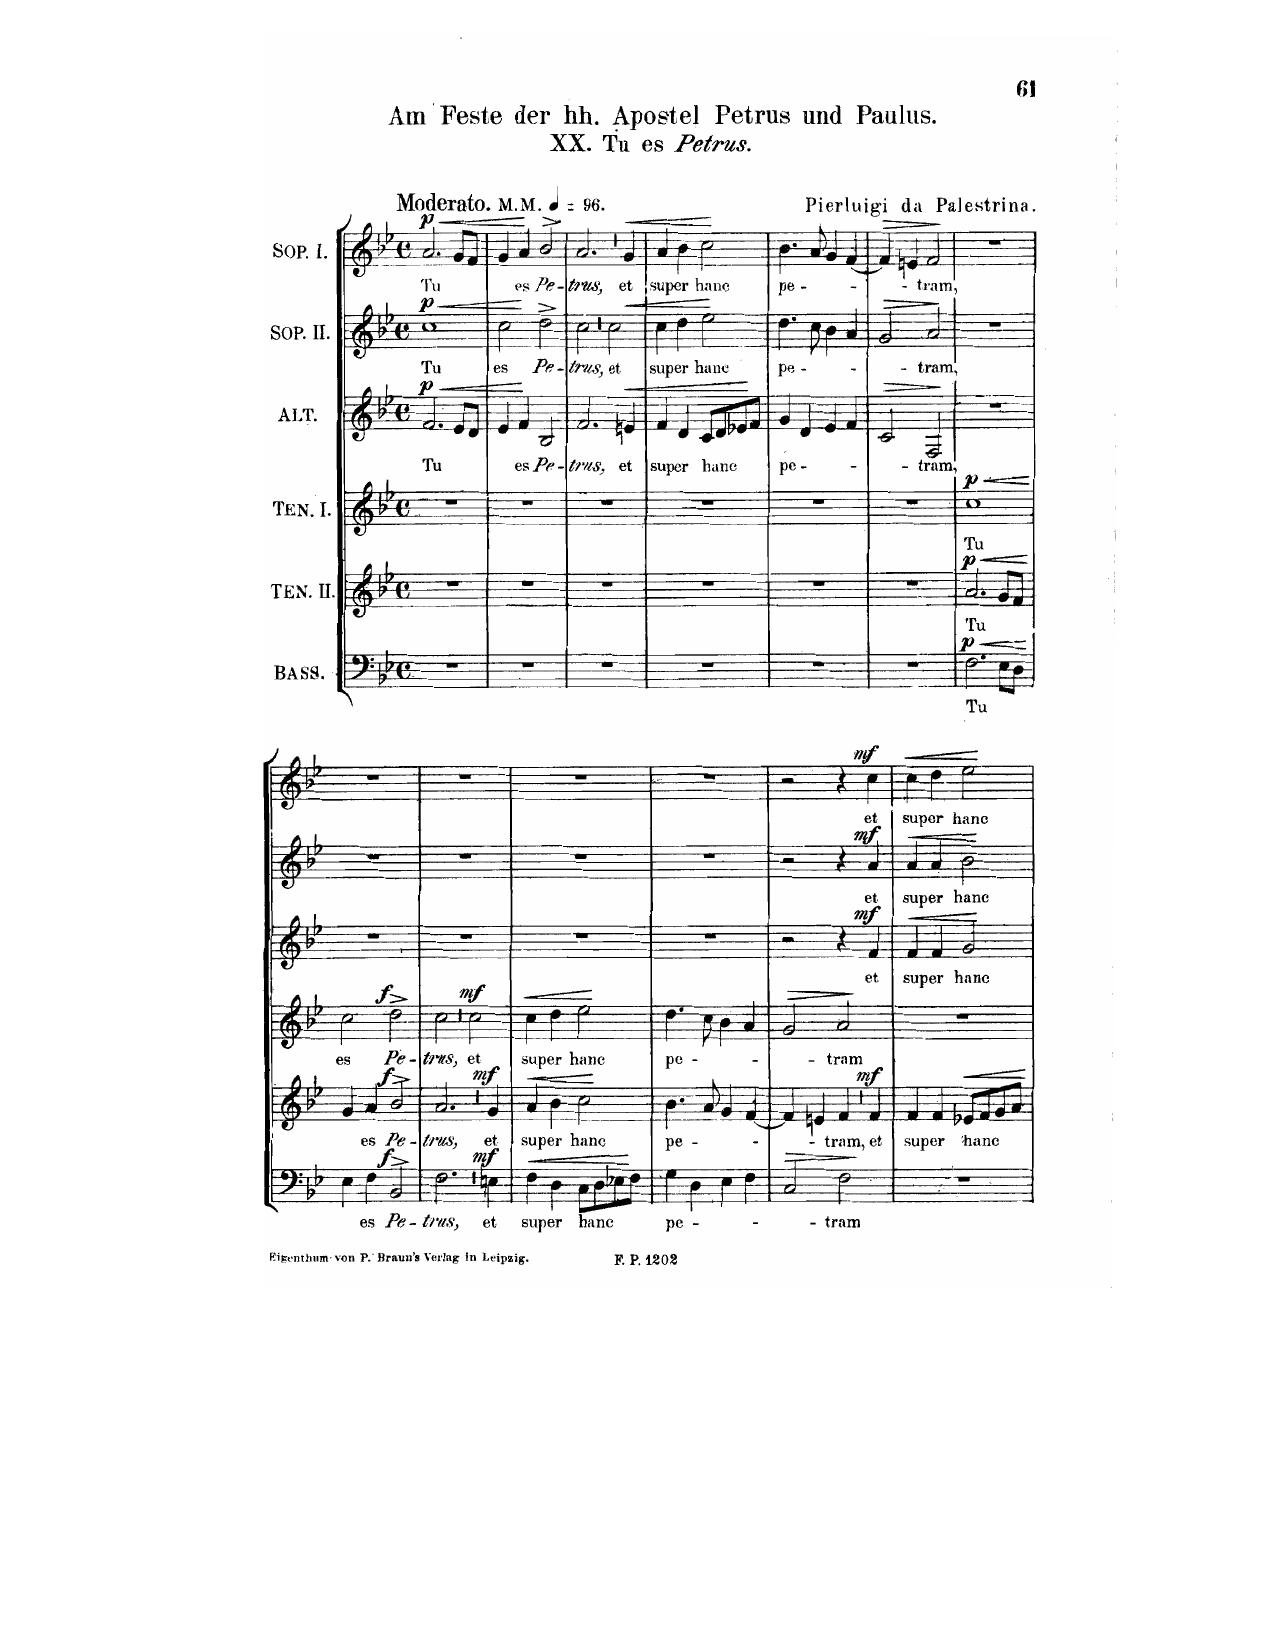 61
Am Feste der hh. Apostel Petrus und Paulus.
XX. Tu es Petrus.
Moderato. M.M. ♩ = 96. Pierluigi da Palestrina.
p
SOP. I.
Tu es Pe-trus, et super hanc pe - - - tram,
p
SOP. II.
Tu es Pe-trus, et super hanc pe - - - tram,
p
ALT.
Tu es Pe-trus, et super hanc pe - - - tram,
p
TEN. I.
Tu
p
TEN. II.
Tu
p
BASS.
Tu
mf
et super hanc
mf
et super hanc
mf
et super hanc
f mf
es Pe-trus, et super hanc pe - - - tram
f mf mf
es Pe-trus, et super hanc pe - - - tram, et super hanc
f mf
es Pe-trus, et super hanc pe - - - tram
Eigenthum von P. Braun's Verlag in Leipzig. F. P. 1202